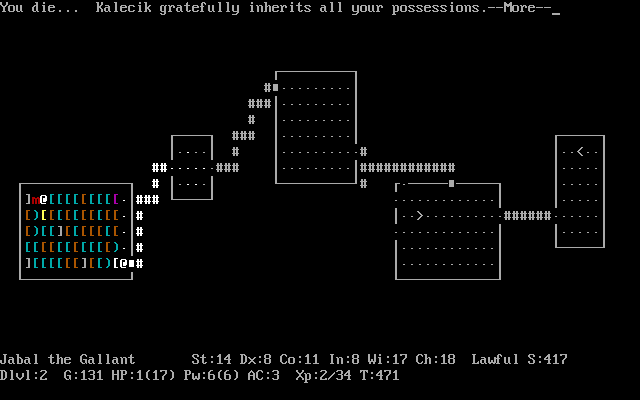 You die...  Kalecik gratefully inherits all your possessions.--More--_
Jabal the Gallant       St:14 Dx:8 Co:11 In:8 Wi:17 Ch:18  Lawful S:417
Dlvl:2  G:131 HP:1(17) Pw:6(6) AC:3  Xp:2/34 T:471